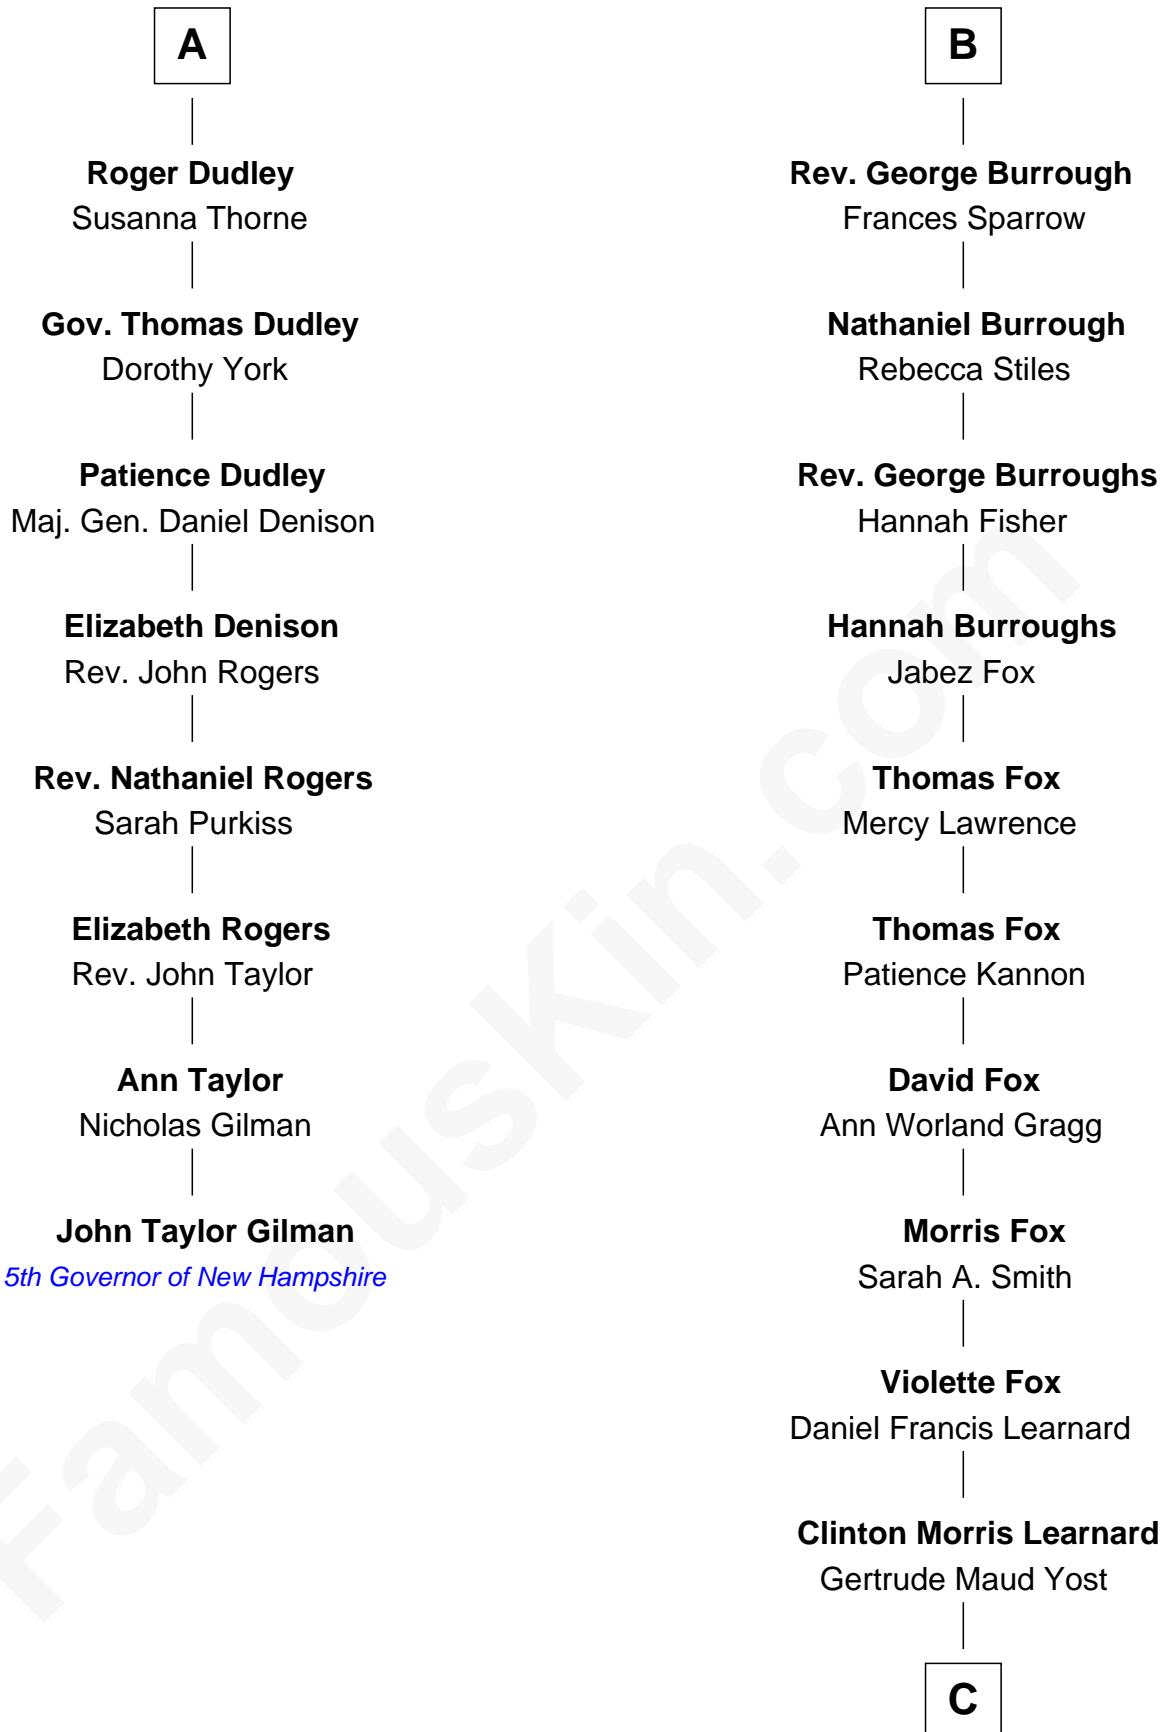 A
Roger Dudley
Susanna Thorne
Gov. Thomas Dudley
Dorothy York
Patience Dudley
Maj. Gen. Daniel Denison
Elizabeth Denison
Rev. John Rogers
Rev. Nathaniel Rogers
Sarah Purkiss
Elizabeth Rogers
Rev. John Taylor
Ann Taylor
Nicholas Gilman
John Taylor Gilman
5th Governor of New Hampshire
B
Rev. George Burrough
Frances Sparrow
Nathaniel Burrough
Rebecca Stiles
Rev. George Burroughs
Hannah Fisher
Hannah Burroughs
Jabez Fox
Thomas Fox
Mercy Lawrence
Thomas Fox
Patience Kannon
David Fox
Ann Worland Gragg
Morris Fox
Sarah A. Smith
Violette Fox
Daniel Francis Learnard
Clinton Morris Learnard
Gertrude Maud Yost
C
FamousKin.com